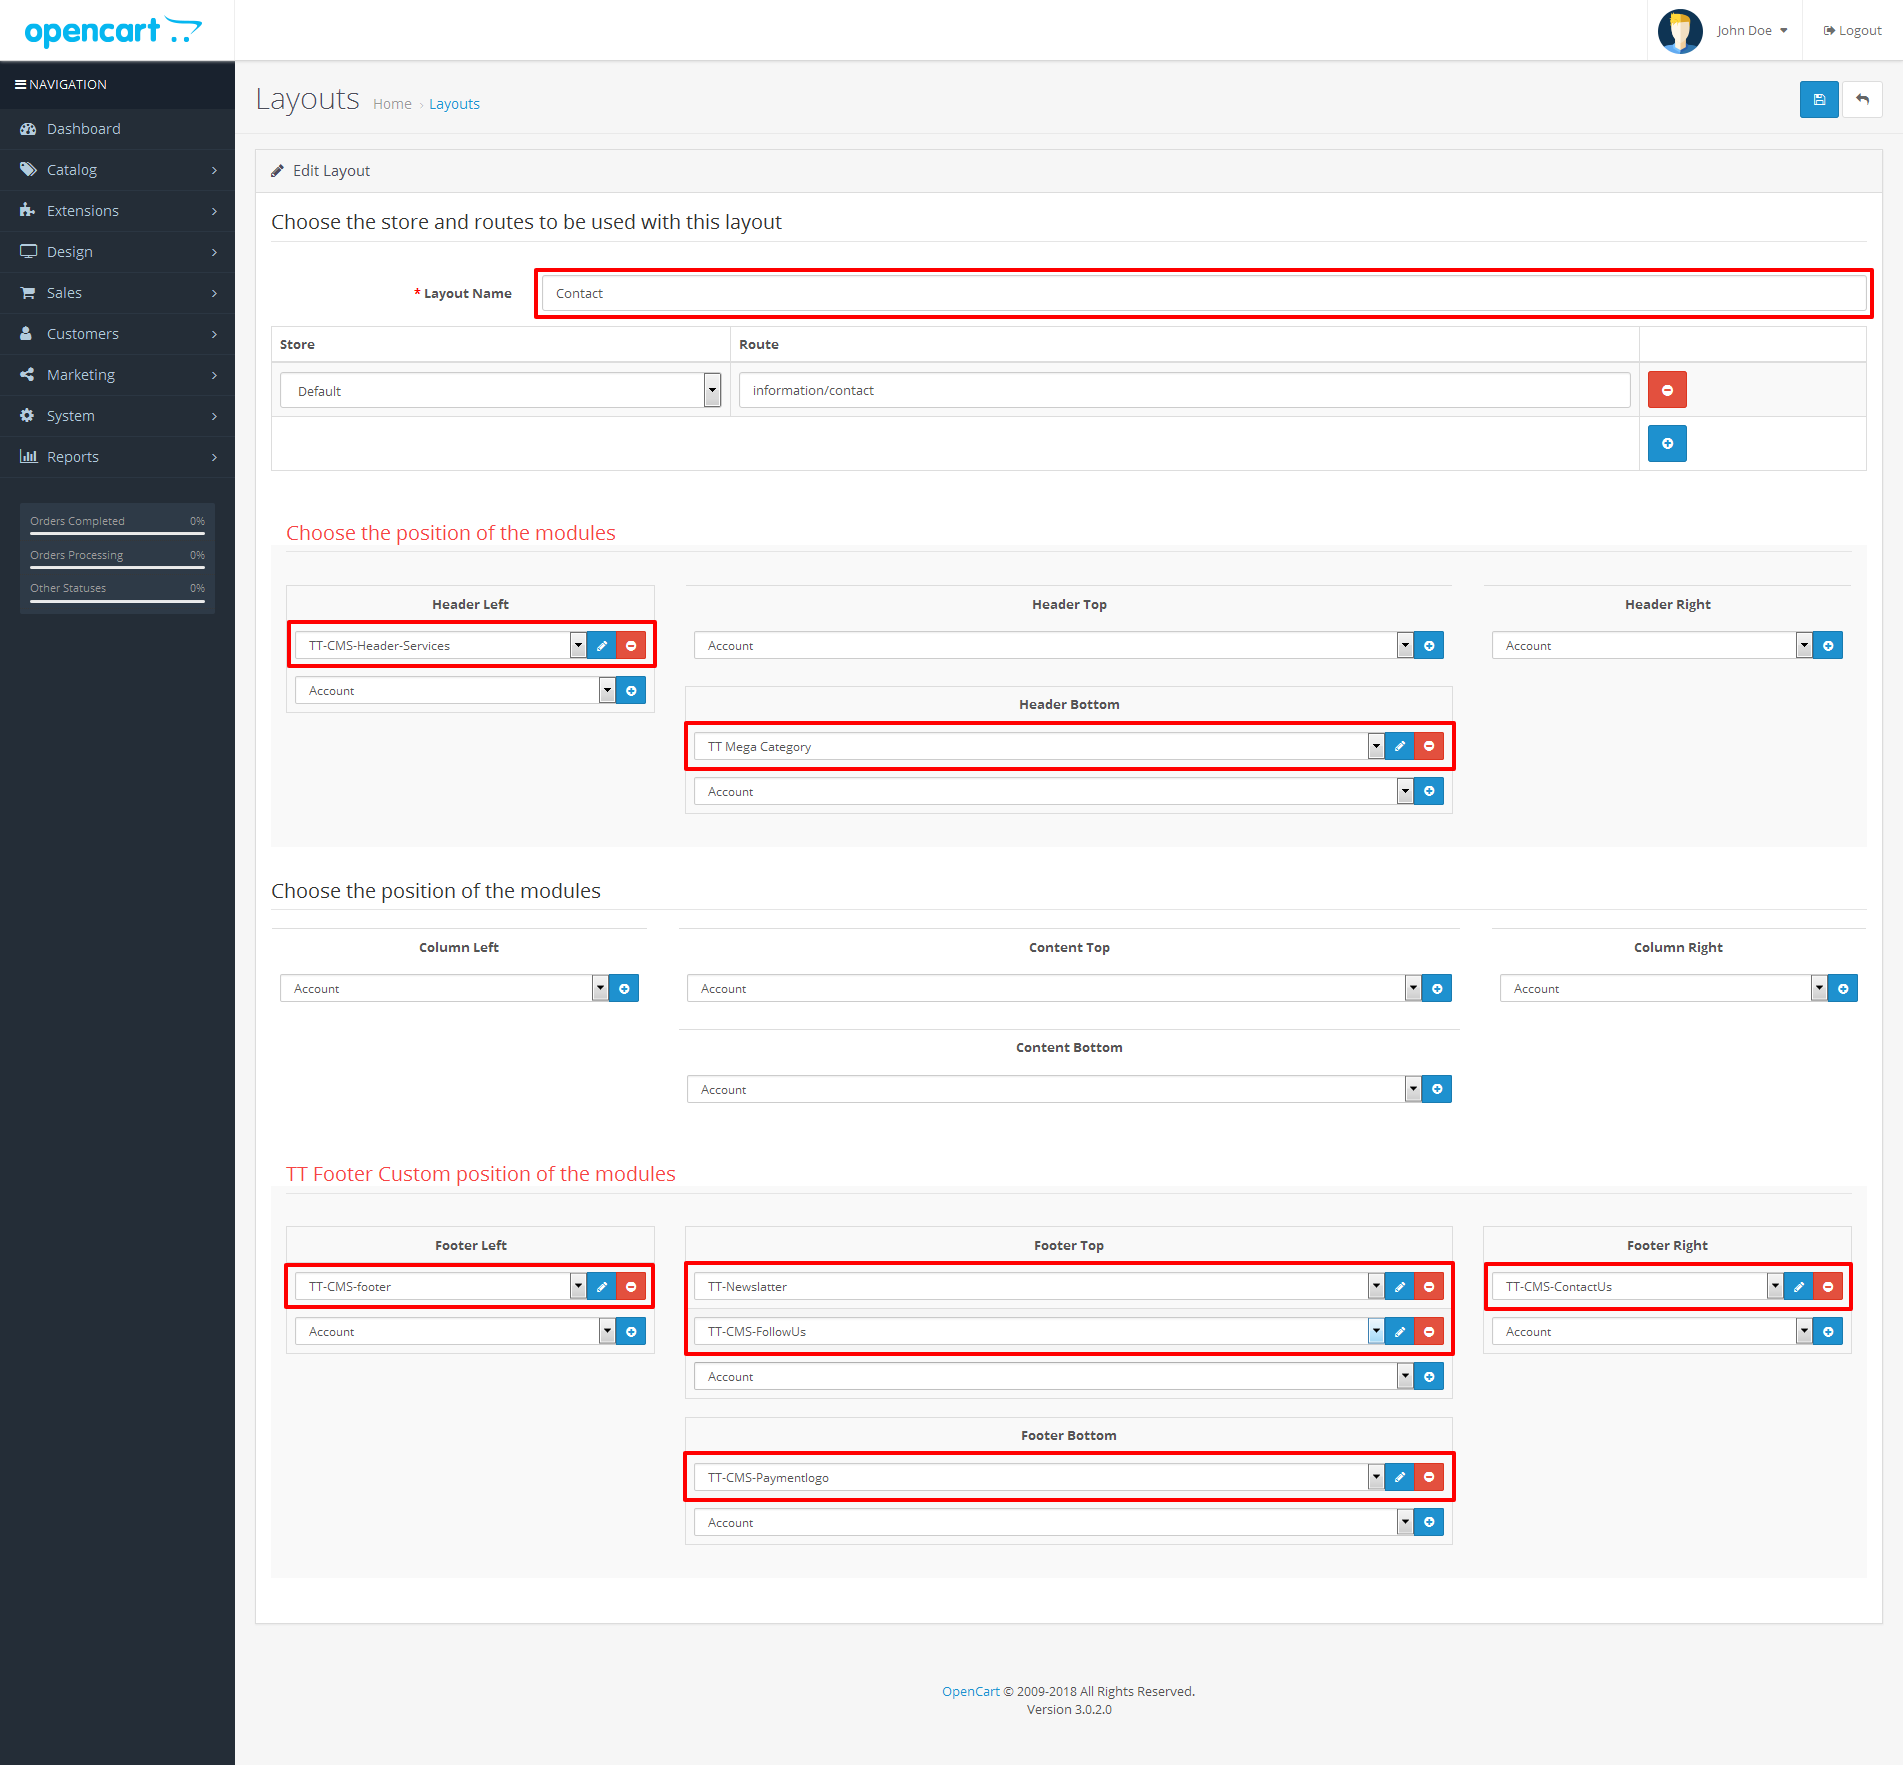 opencart
John Doe
Logout
NAVIGATION
Dashboard
Catalog
Extensions
Design
Sales
Customers
Marketing
System
Reports
Orders Completed 0%
Orders Processing 0%
Other Statuses 0%
Layouts Home › Layouts
Edit Layout
Choose the store and routes to be used with this layout
* Layout Name Contact
Store Route
Default information/contact
Choose the position of the modules
Header Left Header Top Header Right
TT-CMS-Header-Services Account Account
Account
Header Bottom
TT Mega Category
Account
Choose the position of the modules
Column Left Content Top Column Right
Account Account Account
Content Bottom
Account
TT Footer Custom position of the modules
Footer Left Footer Top Footer Right
TT-CMS-footer TT-Newslatter TT-CMS-ContactUs
Account TT-CMS-FollowUs Account
Account
Footer Bottom
TT-CMS-Paymentlogo
Account
OpenCart © 2009-2018 All Rights Reserved.
Version 3.0.2.0